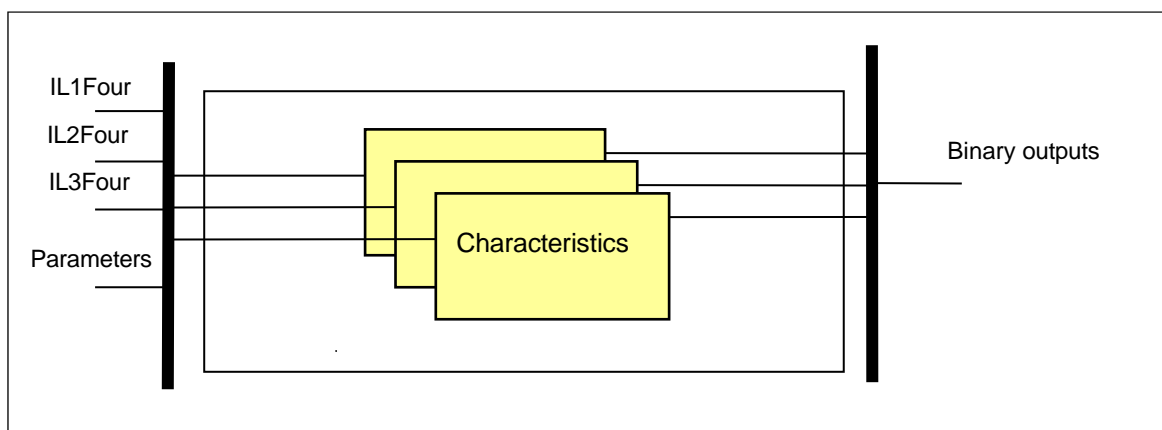 IL1Four
IL2Four
IL3Four
Parameters
Characteristics
Binary outputs